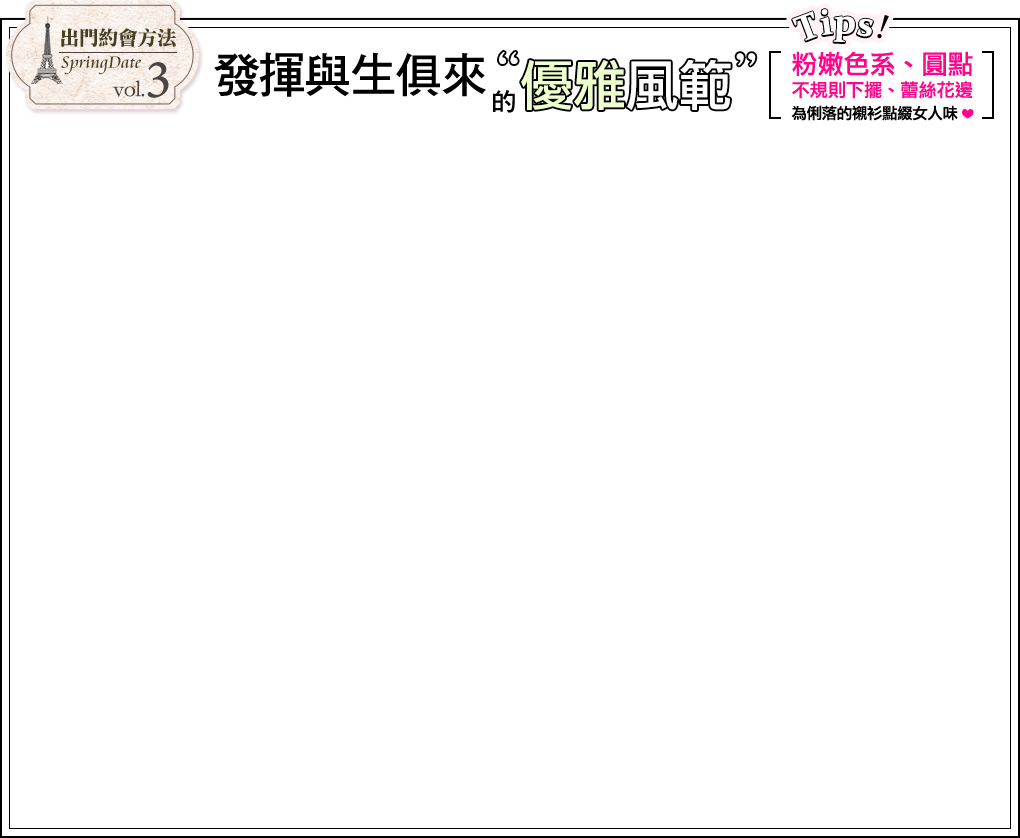 出門約會方法
SpringDate
vol.3
發揮與生俱來的“優雅風範”
Tips!
粉嫩色系、圓點
不規則下擺、蕾絲花邊
為俐落的襯衫點綴女人味